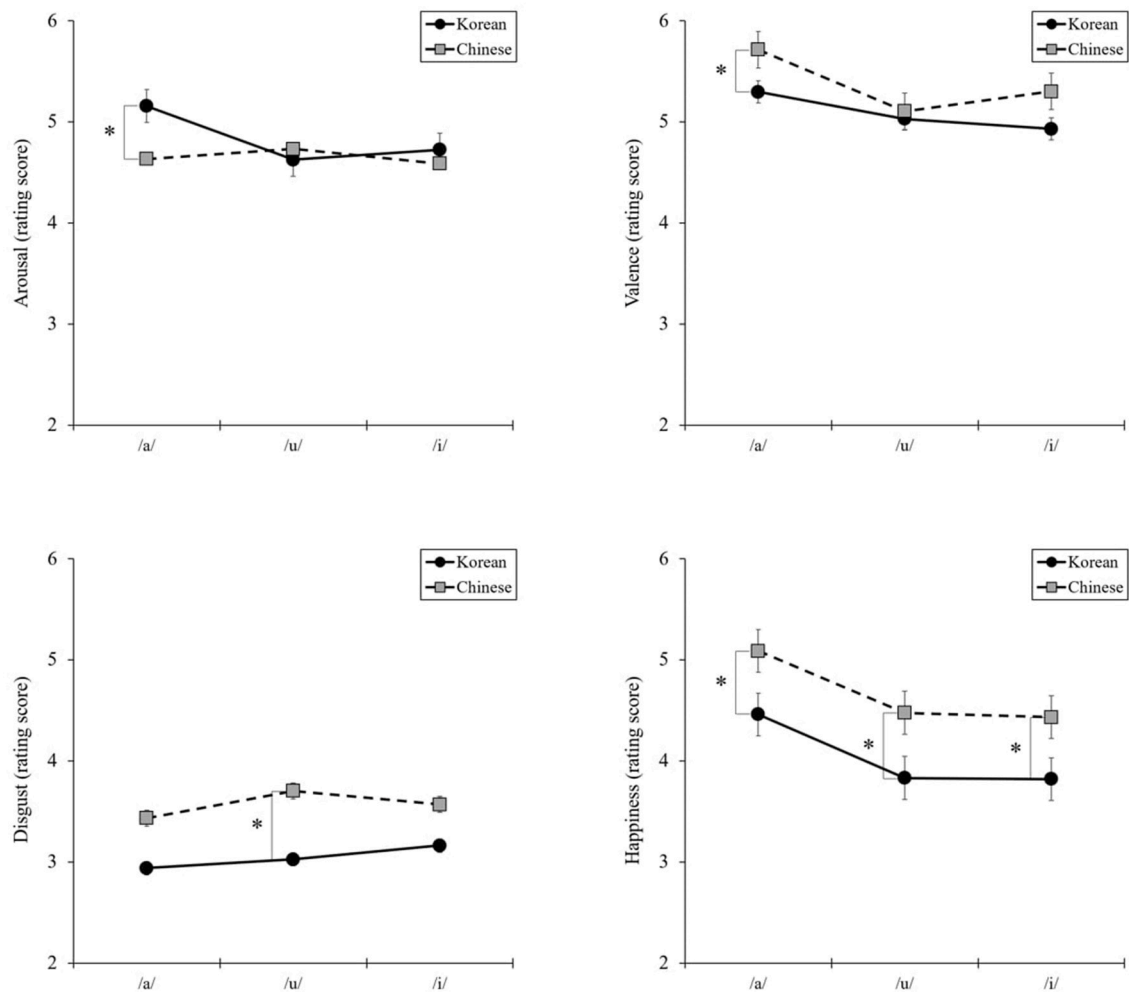 Arousal (rating score)
6
5
4
3
2
*
Korean
Chinese
/a/ /u/ /i/
Valence (rating score)
6
5
4
3
2
*
Korean
Chinese
/a/ /u/ /i/
Disgust (rating score)
6
5
4
3
2
*
Korean
Chinese
/a/ /u/ /i/
Happiness (rating score)
6
5
4
3
2
* * *
Korean
Chinese
/a/ /u/ /i/